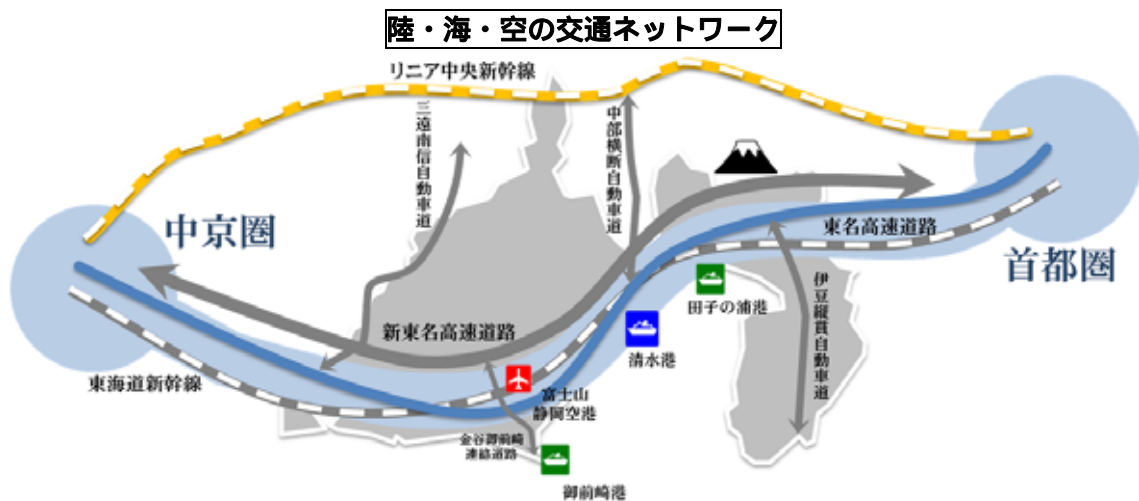 陸・海・空の交通ネットワーク
リニア中央新幹線
三遠南信自動車道
中部横断自動車道
中京圏
東名高速道路
首都圏
新東名高速道路
田子の浦港
伊豆縦貫自動車道
清水港
東海道新幹線
富士山
静岡空港
金谷御前崎
連絡道路
御前崎港